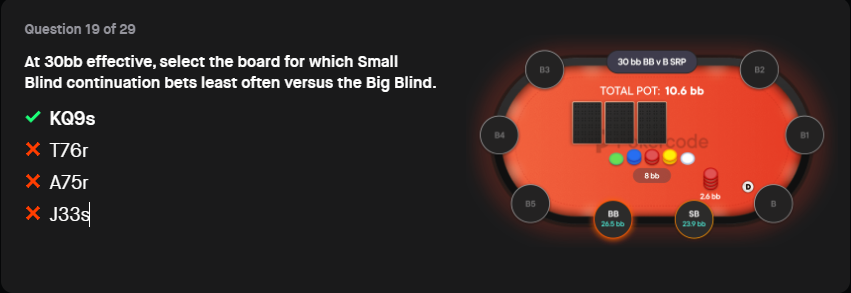 Question 19 of 29
At 30bb effective, select the board for which Small
Blind continuation bets least often versus the Big Blind.
KQ9s
T76r
A75r
J33s
30 bb BB v B SRP
B3
B2
TOTAL POT: 10.6 bb
B4
B1
8 bb
2.6 bb
D
B5
BB
26.5 bb
SB
23.9 bb
B